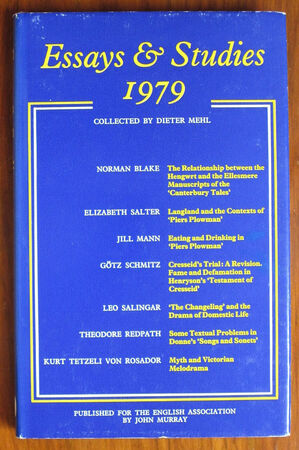 Essays & Studies
1979
COLLECTED BY DIETER MEHL
NORMAN BLAKE The Relationship between the
Hengwrt and the Ellesmere
Manuscripts of the
'Canterbury Tales'
ELIZABETH SALTER Langland and the Contexts of
'Piers Plowman'
JILL MANN Eating and Drinking in
'Piers Plowman'
GÖTZ SCHMITZ Cresseid's Trial: A Revision.
Fame and Defamation in
Henryson's 'Testament of
Cresseid'
LEO SALINGAR 'The Changeling' and the
Drama of Domestic Life
THEODORE REDPATH Some Textual Problems in
Donne's 'Songs and Sonets'
KURT TETZELI VON ROSADOR Myth and Victorian
Melodrama
PUBLISHED FOR THE ENGLISH ASSOCIATION
BY JOHN MURRAY